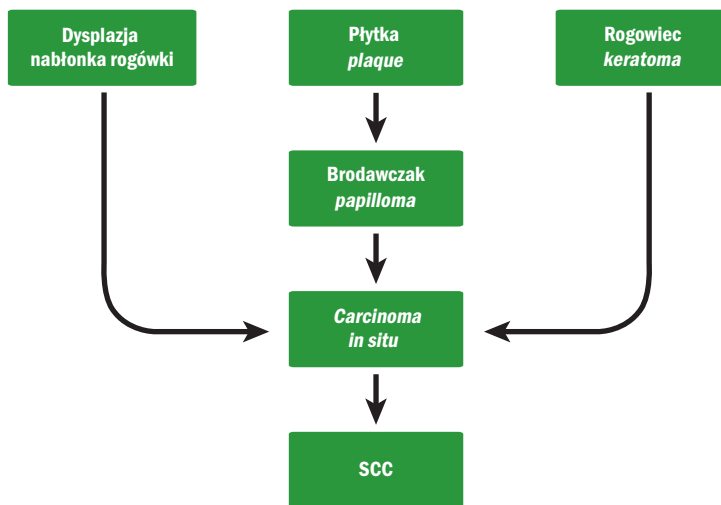 Dysplazja
nabłonka rogówki
Płytka
plaque
Rogowiec
keratoma
Brodawczak
papilloma
Carcinoma
in situ
SCC